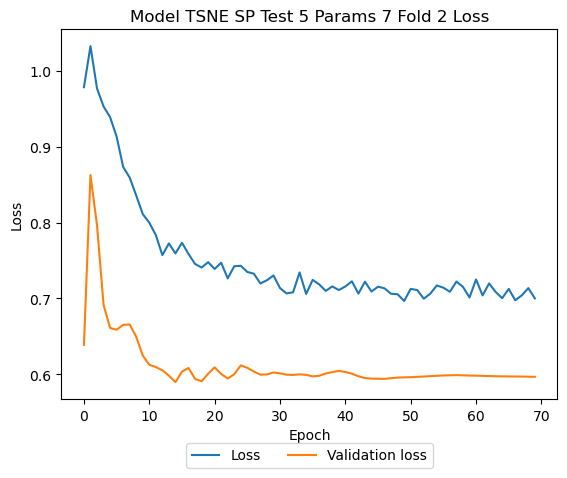 Model TSNE SP Test 5 Params 7 Fold 2 Loss
1.0
0.9
0.8
0.7
0.6
Loss
0 10 20 30 40 50 60 70
Epoch
Loss Validation loss